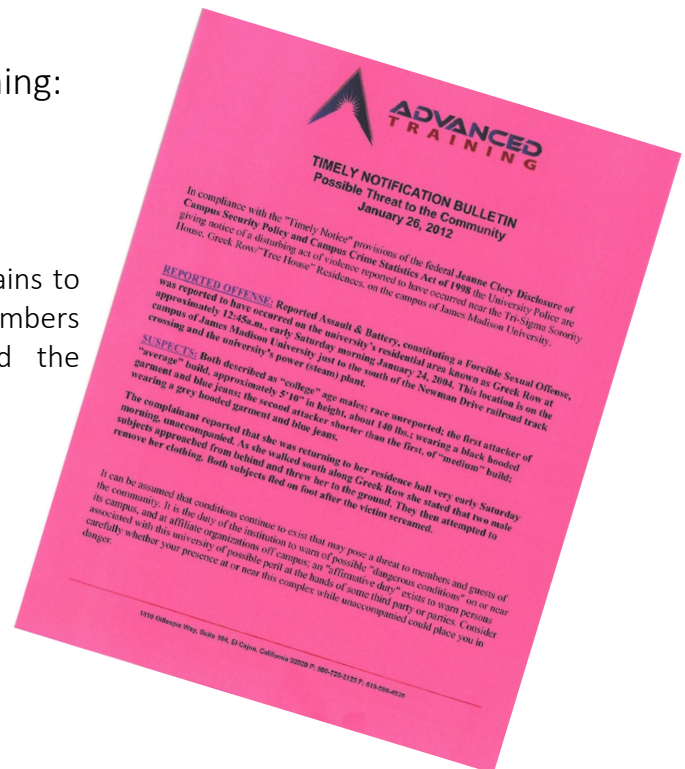 ning:
ains to
mbers
d the
ADVANCED
TRAINING
TIMELY NOTIFICATION BULLETIN
Possible Threat to the Community
January 26, 2012
In compliance with the "Timely Notice" provisions of the federal Jeanne Clery Disclosure of
Campus Security Policy and Campus Crime Statistics Act of 1998 the University Police are
giving notice of a disturbing act of violence reported to have occurred near the Tri-Sigma Sorority
House, Greek Row/"Tree House" Residences, on the campus of James Madison University.
REPORTED OFFENSE: Reported Assault & Battery, constituting a Forcible Sexual Offense,
was reported to have occurred on the university's residential area known as Greek Row at
approximately 12:45a.m., early Saturday morning January 24, 2004. This location is on the
campus of James Madison University just to the south of the Newman Drive railroad track
crossing and the university's power (steam) plant.
SUSPECTS: Both described as "college" age males; race unreported; the first attacker of
"average" build, approximately 5'10" in height, about 140 lbs.; wearing a black hooded
garment and blue jeans; the second attacker shorter than the first, of "medium" build;
wearing a grey hooded garment and blue jeans.
The complainant reported that she was returning to her residence hall very early Saturday
morning, unaccompanied. As she walked south along Greek Row she stated that two male
subjects approached from behind and threw her to the ground. They then attempted to
remove her clothing. Both subjects fled on foot after the victim screamed.
It can be assumed that conditions continue to exist that may pose a threat to members and guests of
the community. It is the duty of the institution to warn of possible "dangerous conditions" on or near
its campus, and at affiliate organizations off campus; an "affirmative duty" exists to warn persons
associated with this university of possible peril at the hands of some third party or parties. Consider
carefully whether your presence at or near this complex while unaccompanied could place you in
danger.
1010 Gillespie Way, Suite 104, El Cajon, California 92020 P: